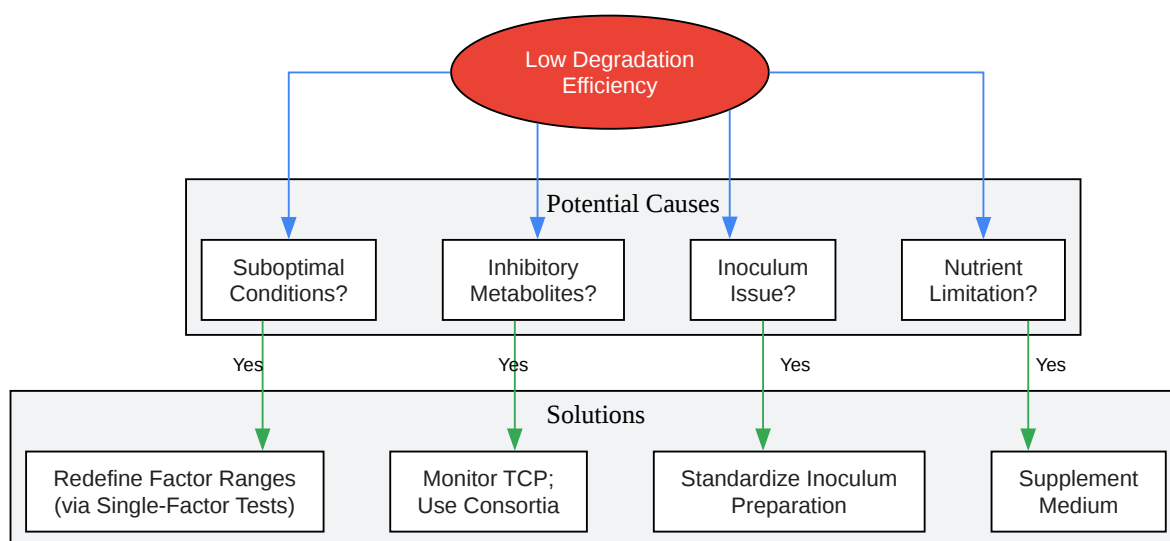 Low Degradation
Efficiency
Potential Causes
Suboptimal
Conditions?
Inhibitory
Metabolites?
Inoculum
Issue?
Nutrient
Limitation?
Yes
Yes
Yes
Yes
Solutions
Redefine Factor Ranges
(via Single-Factor Tests)
Monitor TCP;
Use Consortia
Standardize Inoculum
Preparation
Supplement
Medium